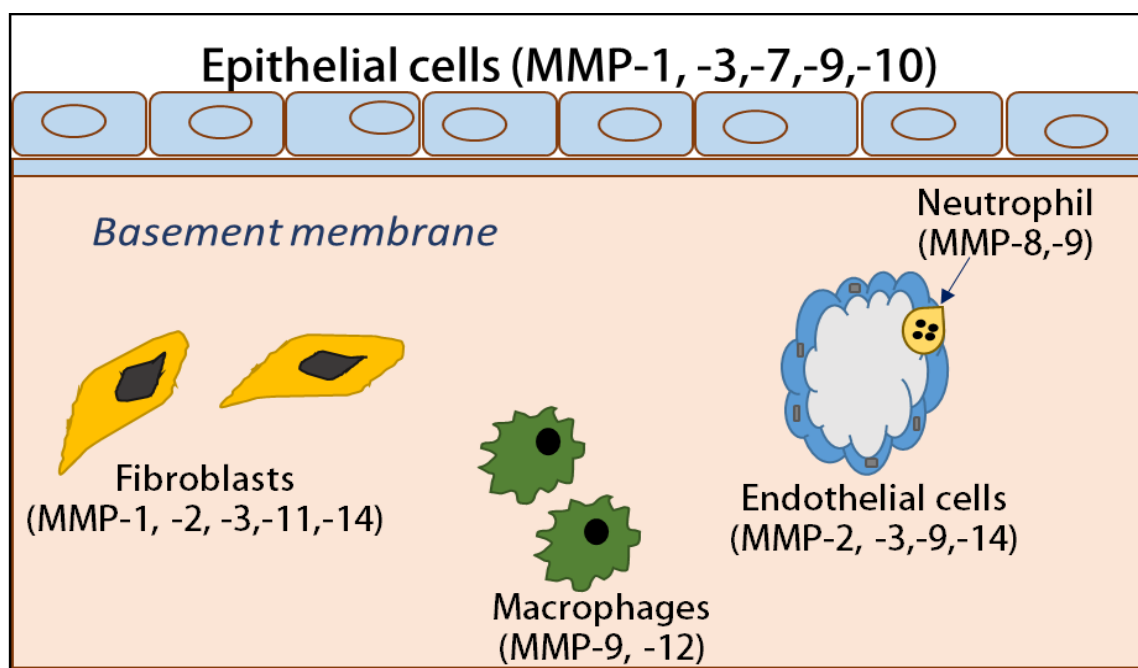 Epithelial cells (MMP-1, -3,-7,-9,-10)
Basement membrane
Neutrophil
(MMP-8,-9)
Fibroblasts
(MMP-1, -2, -3,-11,-14)
Endothelial cells
(MMP-2, -3,-9,-14)
Macrophages
(MMP-9, -12)